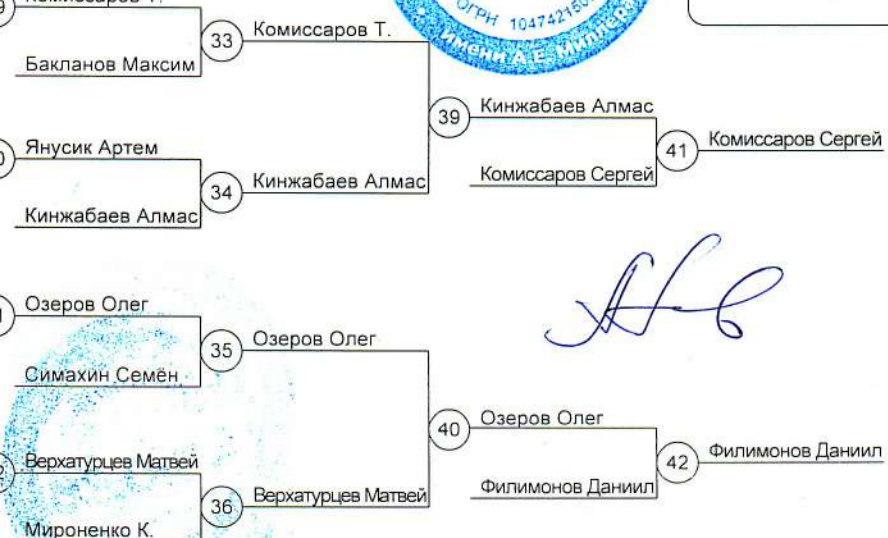 33
Комиссаров Т.
Бакланов Максим
ОГРН
имени А.Е. Миллера
39
Кинжабаев Алмас
41
Комиссаров Сергей
Комиссаров Сергей
Янусик Артем
34
Кинжабаев Алмас
Кинжабаев Алмас
Озеров Олег
35
Озеров Олег
Симахин Семён
40
Озеров Олег
42
Филимонов Даниил
Филимонов Даниил
Верхатурцев Матвей
36
Верхатурцев Матвей
Мироненко К.